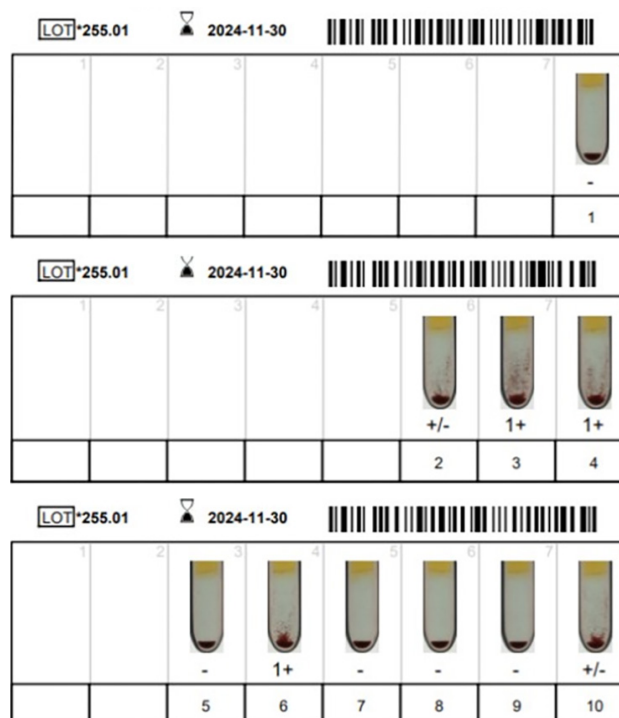 LOT *255.01 2024-11-30
1 2 3 4 5 6 7
-
1
LOT *255.01 2024-11-30
1 2 3 4 5 6 7
+/- 1+ 1+
2 3 4
LOT *255.01 2024-11-30
1 2 3 4 5 6 7
- 1+ - - - +/-
5 6 7 8 9 10